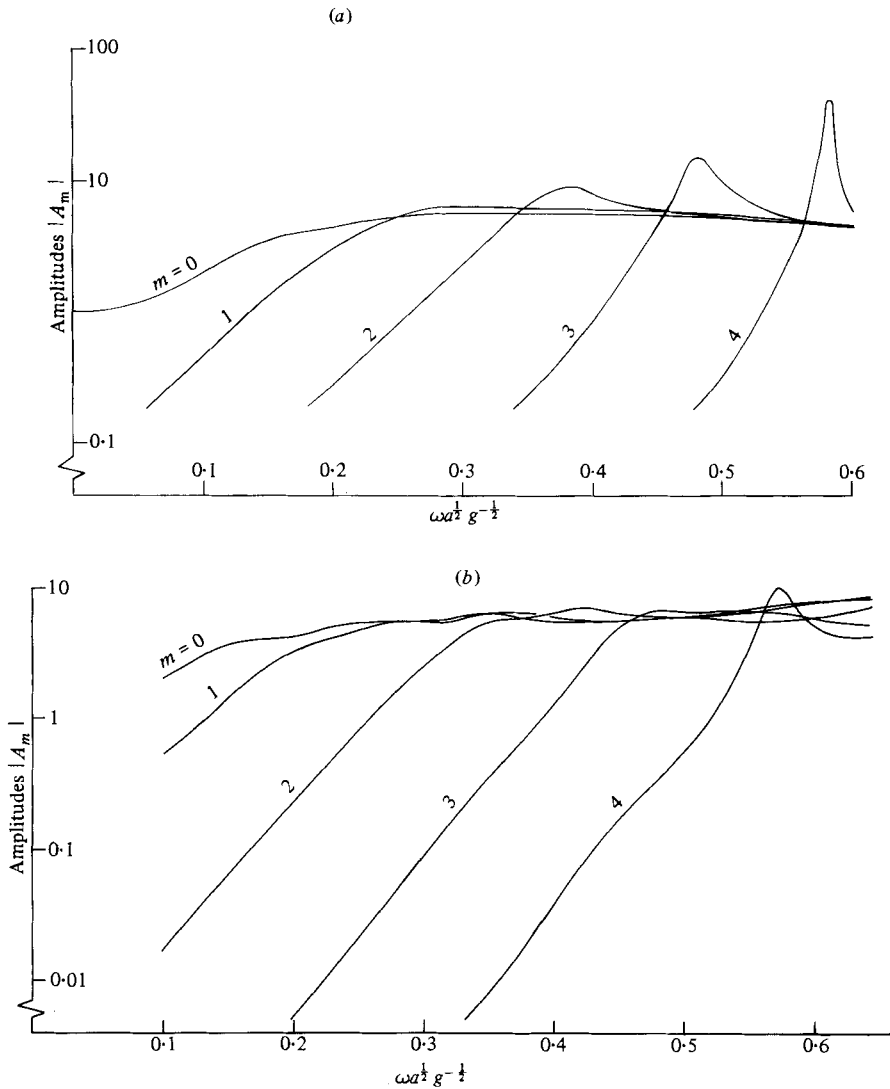 (a)
100
10
0·1
Amplitudes |A_m|
m = 0
1
2
3
4
0·1 0·2 0·3 0·4 0·5 0·6
ωa^{1/2} g^{-1/2}
(b)
10
1
0·1
0·01
Amplitudes |A_m|
m = 0
1
2
3
4
0·1 0·2 0·3 0·4 0·5 0·6
ωa^{1/2} g^{-1/2}